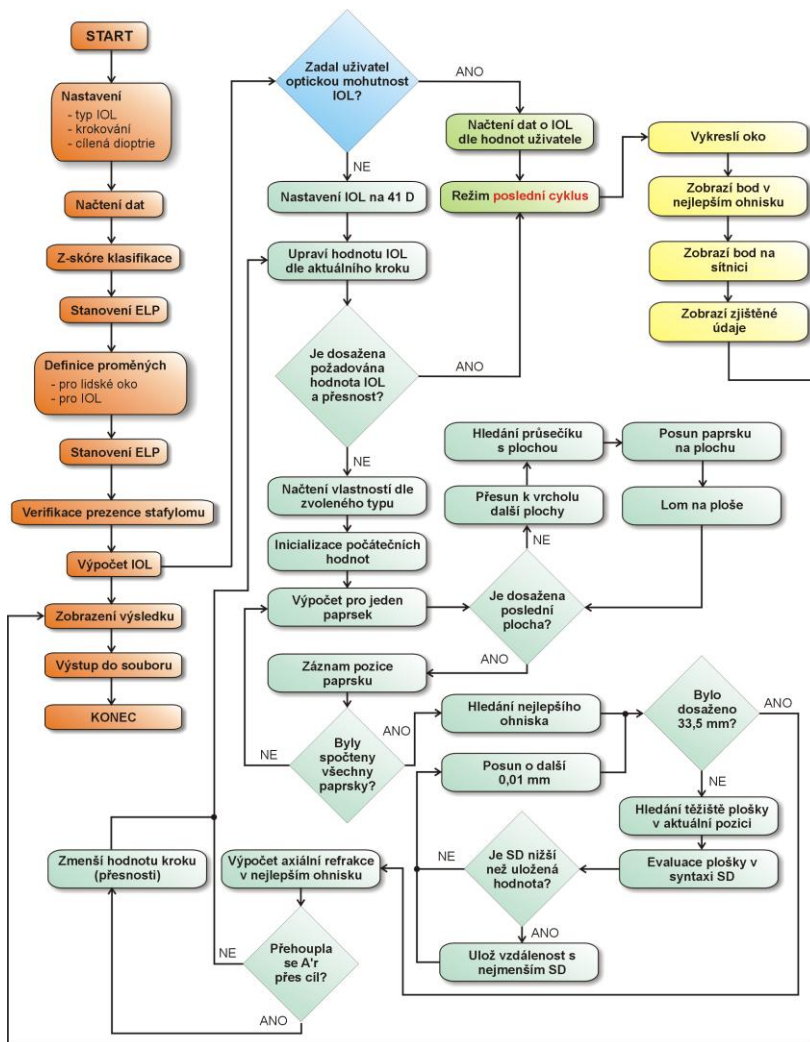 START
Nastavení
- typ IOL
- krokování
- cílená dioptrie
Načtení dat
Z-skóre klasifikace
Stanovení ELP
Definice proměných
- pro lidské oko
- pro IOL
Stanovení ELP
Verifikace prezence stafylomu
Výpočet IOL
Zobrazení výsledku
Výstup do souboru
KONEC
Zadal uživatel
optickou mohutnost
IOL?
ANO
NE
Načtení dat o IOL
dle hodnot uživatele
Režim poslední cyklus
Nastavení IOL na 41 D
Upraví hodnotu IOL
dle aktuálního kroku
Je dosažena
požadována
hodnota IOL
a přesnost?
ANO
NE
Vykreslí oko
Zobrazí bod v
nejlepším ohnisku
Zobrazí bod na
sítnici
Zobrazí zjištěné
údaje
Načtení vlastností dle
zvoleného typu
Inicializace počátečních
hodnot
Výpočet pro jeden
paprsek
Hledání průsečíku
s plochou
Posun paprsku
na plochu
Přesun k vrcholu
další plochy
Lom na ploše
NE
Je dosažena
poslední
plocha?
ANO
Záznam pozice
paprsku
Byly
spočteny
všechny
paprsky?
NE
ANO
Hledání nejlepšího
ohniska
Posun o další
0,01 mm
Bylo
dosaženo
33,5 mm?
ANO
NE
Hledání těžiště plošky
v aktuální pozici
Evaluace plošky v
syntaxi SD
Je SD nižší
než uložená
hodnota?
NE
ANO
Ulož vzdálenost s
nejmenším SD
Zmenší hodnotu kroku
(přesnosti)
Výpočet axiální refrakce
v nejlepším ohnisku
Přehoupla
se A'r
přes cíl?
NE
ANO